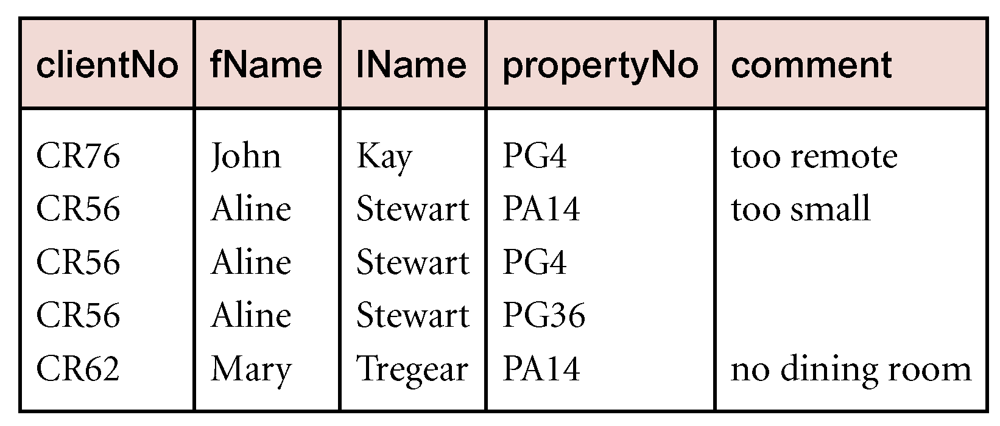 clientNo fName lName propertyNo comment
CR76 John Kay PG4 too remote
CR56 Aline Stewart PA14 too small
CR56 Aline Stewart PG4
CR56 Aline Stewart PG36
CR62 Mary Tregear PA14 no dining room